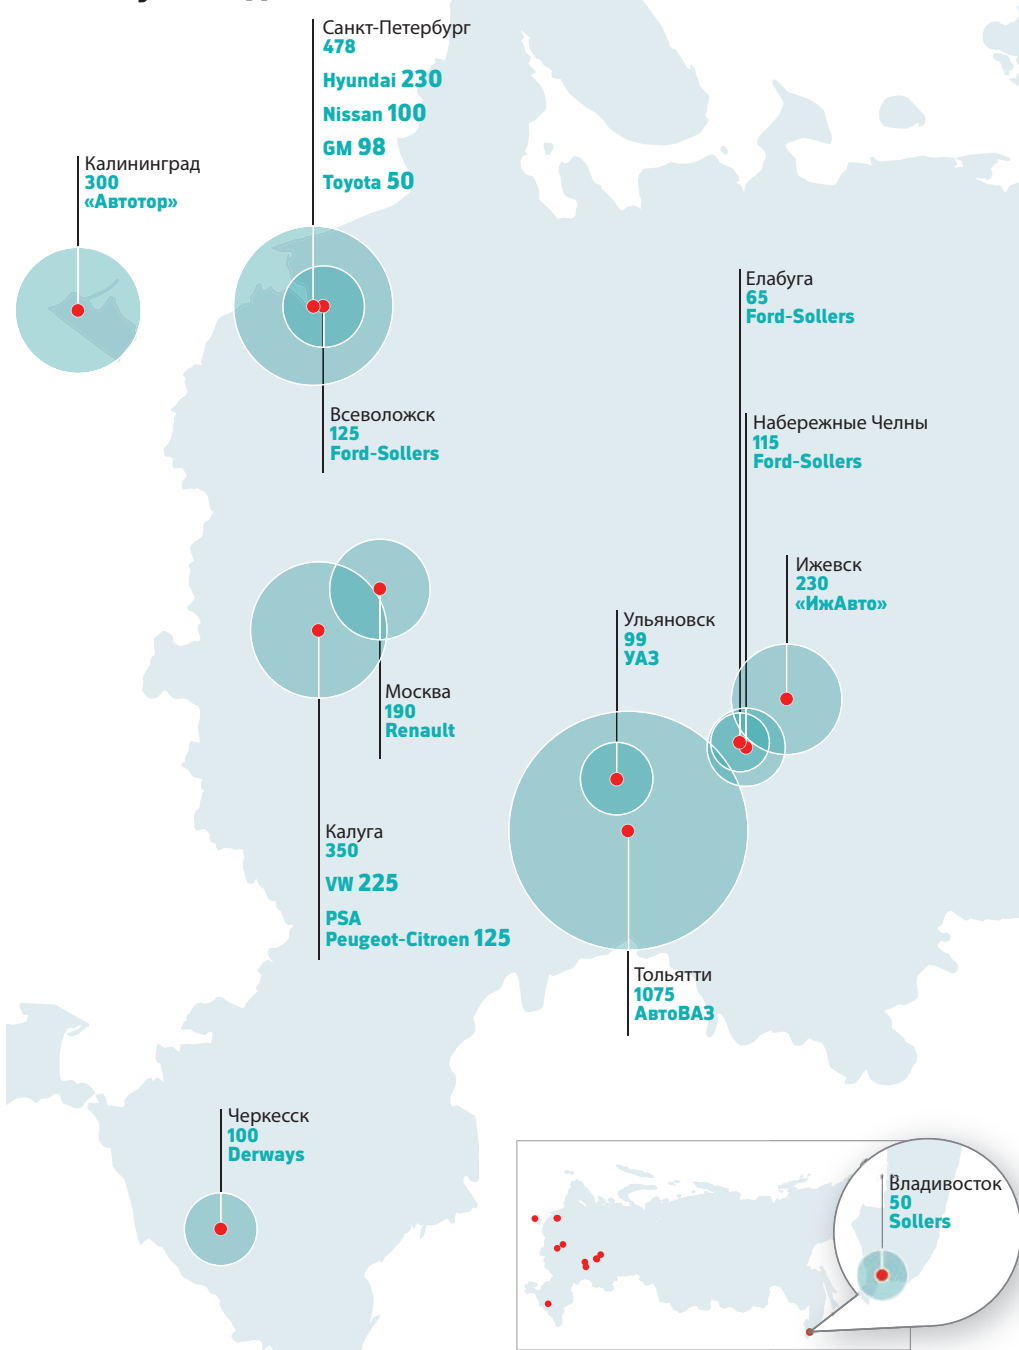 Санкт-Петербург
478
Hyundai 230
Nissan 100
GM 98
Toyota 50
Калининград
300
«Автотор»
Елабуга
65
Ford-Sollers
Всеволожск
125
Ford-Sollers
Набережные Челны
115
Ford-Sollers
Ижевск
230
«ИжАвто»
Ульяновск
99
УАЗ
Москва
190
Renault
Калуга
350
VW 225
PSA
Peugeot-Citroen 125
Тольятти
1075
АвтоВАЗ
Черкесск
100
Derways
Владивосток
50
Sollers